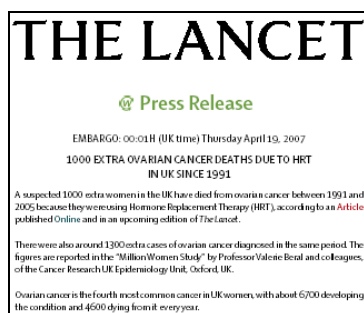 THE LANCET
Press Release
EMBARGO: 00:01H (UK time) Thursday April 19, 2007
1000 EXTRA OVARIAN CANCER DEATHS DUE TO HRT
IN UK SINCE 1991
A suspected 1000 extra women in the UK have died from ovarian cancer between 1991 and
2005 because they were using Hormone Replacement Therapy (HRT), according to an Article
published Online and in an upcoming edition of The Lancet.
There were also around 1300 extra cases of ovarian cancer diagnosed in the same period. The
figures are reported in the "Million Women Study" by Professor Valerie Beral and colleagues,
of the Cancer Research UK Epidemiology Unit, Oxford, UK.
Ovarian cancer is the fourth most common cancer in UK women, with about 6700 developing
the condition and 4600 dying from it every year.